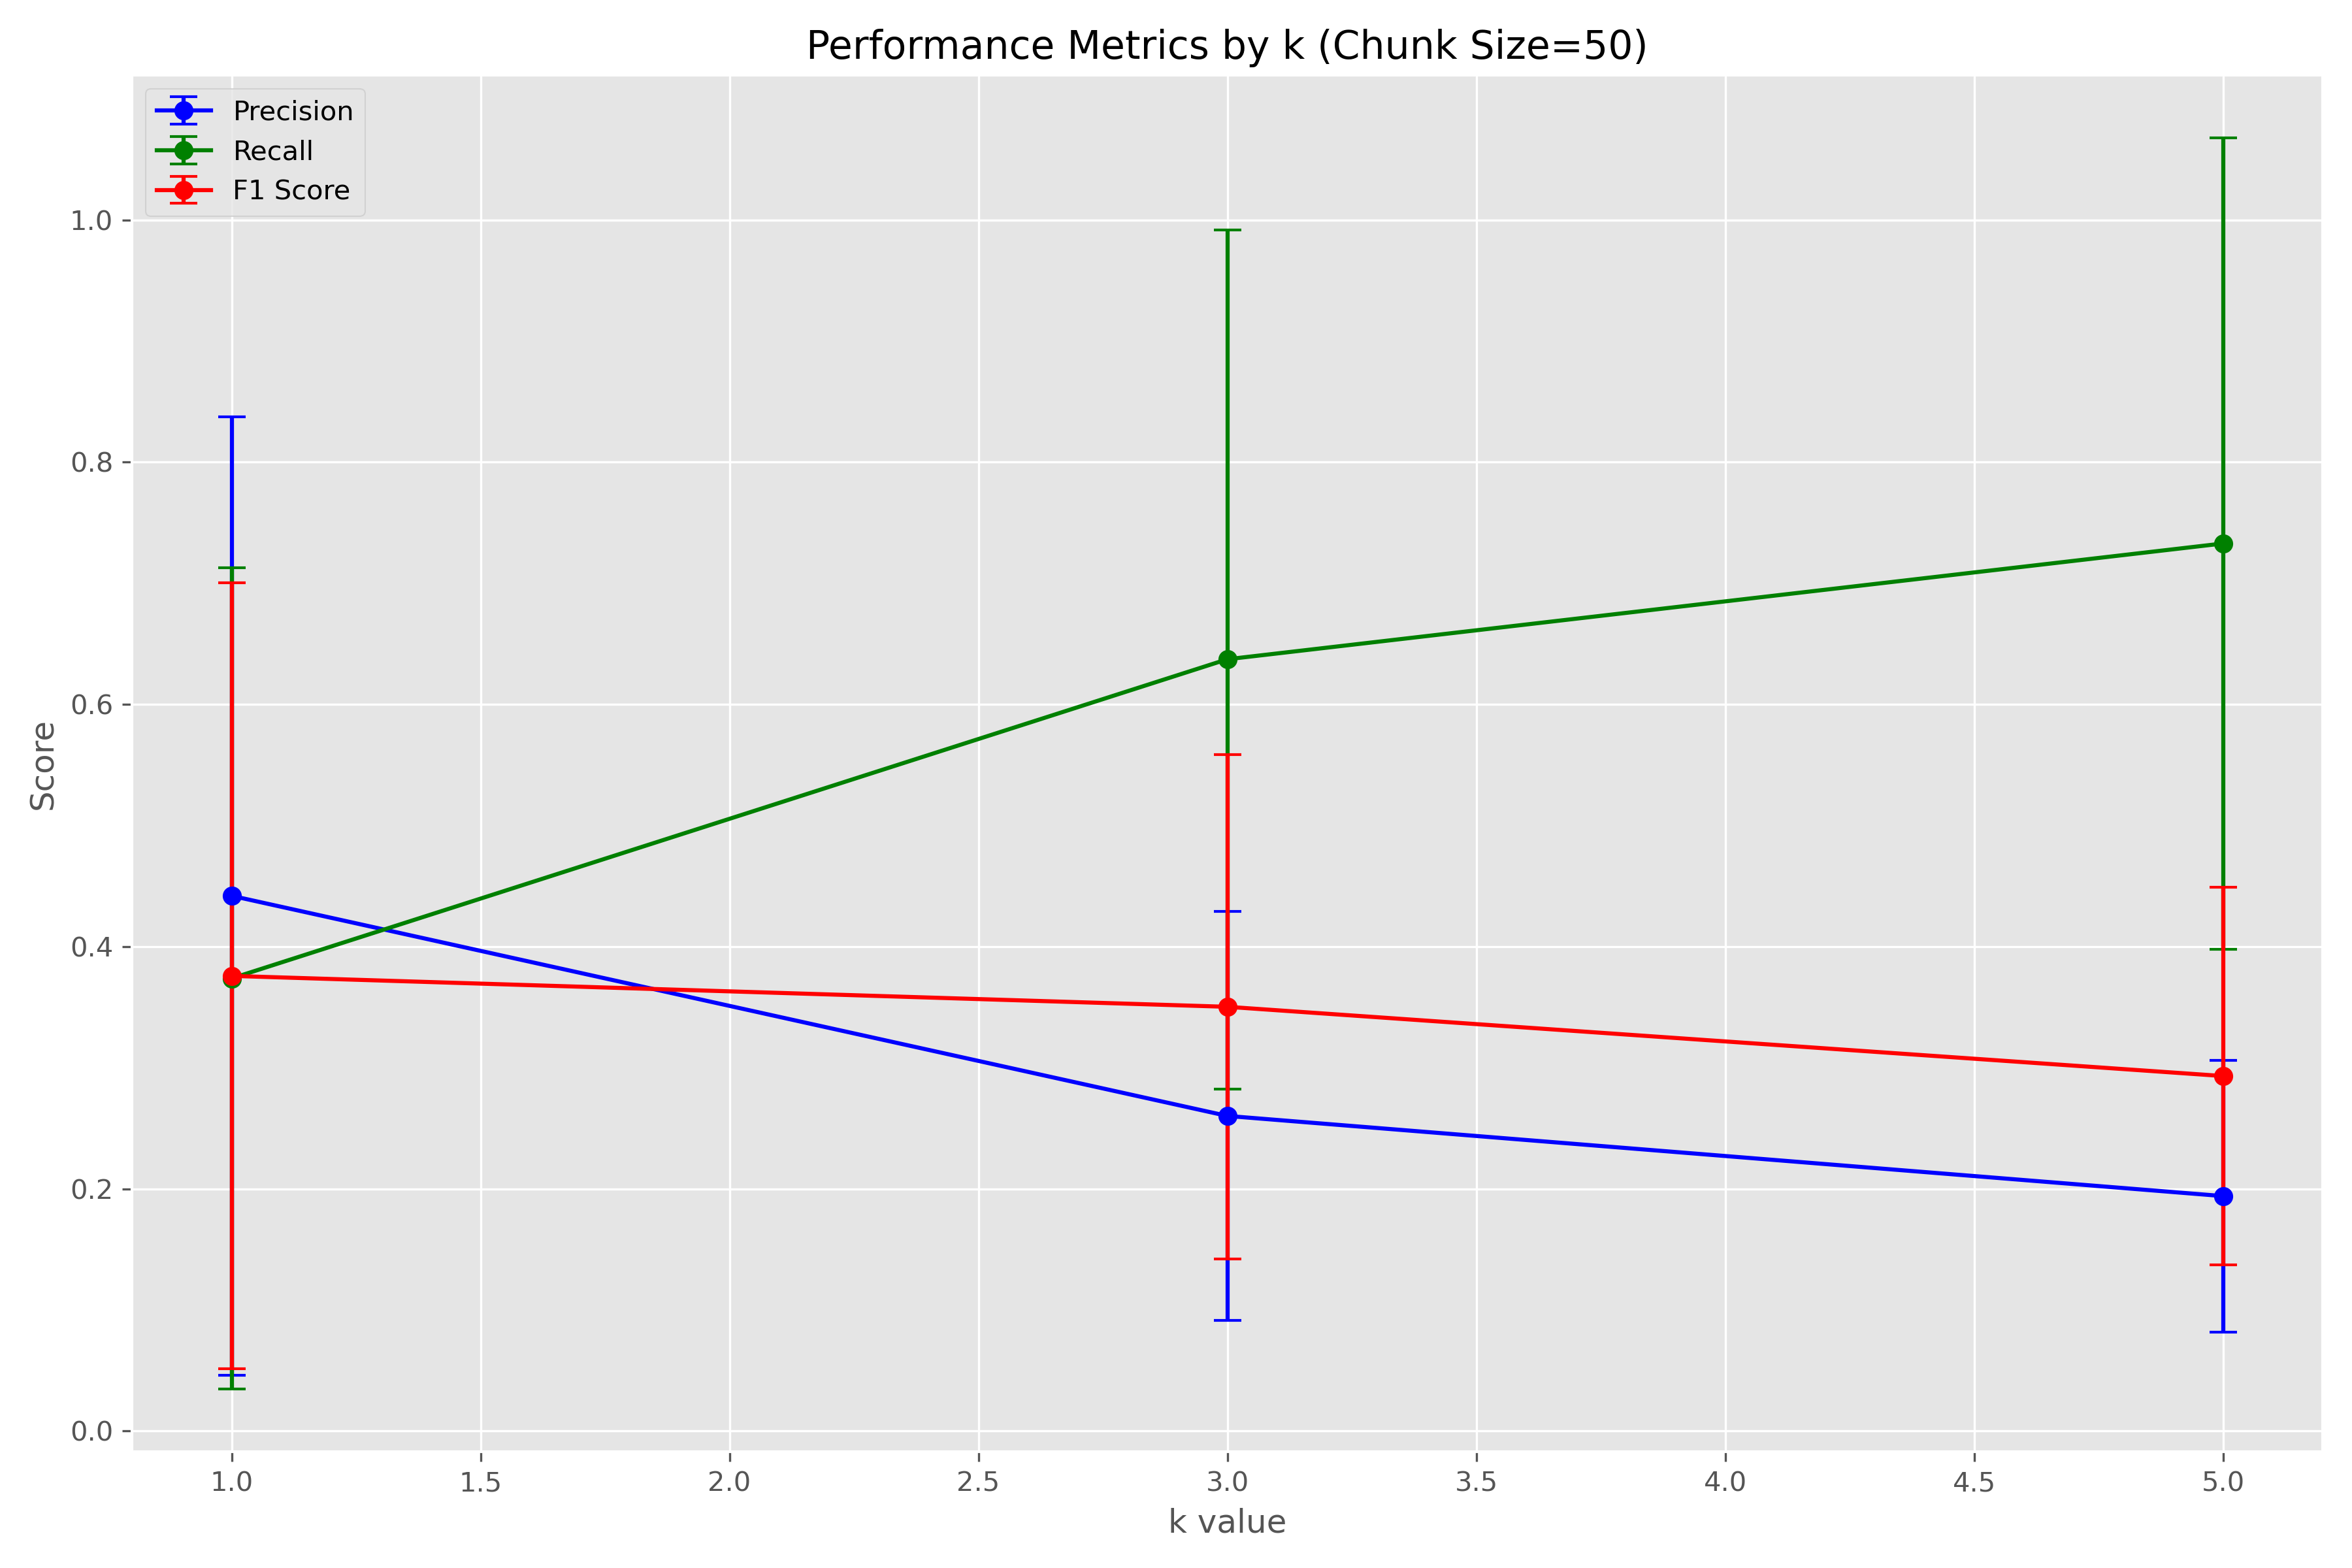 Performance Metrics by k (Chunk Size=50)
Precision
Recall
F1 Score
1.0
0.8
0.6
0.4
0.2
0.0
Score
1.0 1.5 2.0 2.5 3.0 3.5 4.0 4.5 5.0
k value